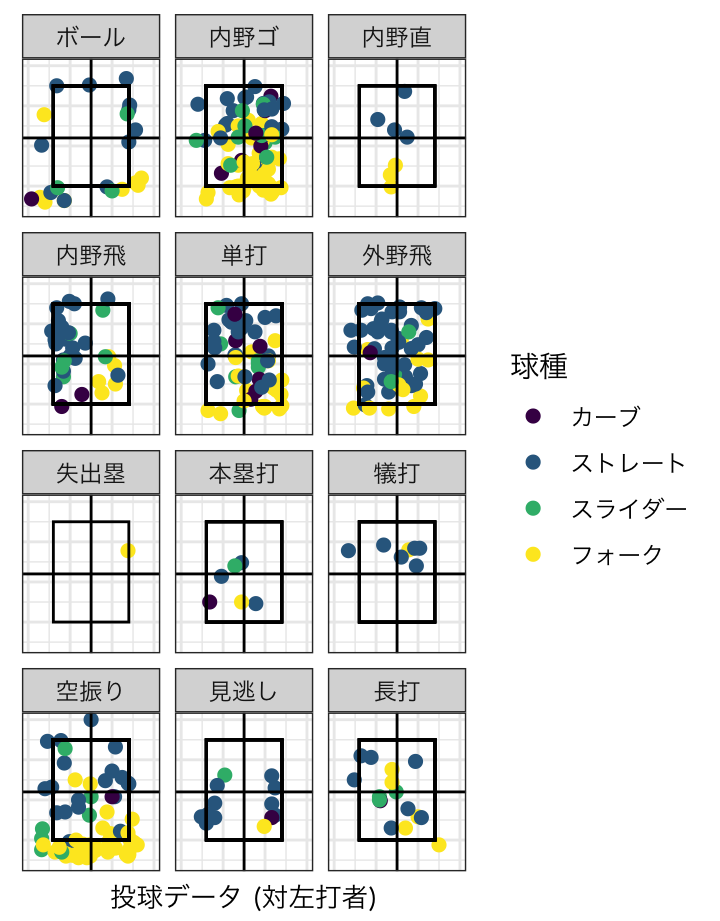 ボール
内野ゴ
内野直
内野飛
単打
外野飛
失出塁
本塁打
犠打
空振り
見逃し
長打
球種
カーブ
ストレート
スライダー
フォーク
投球データ (対左打者)